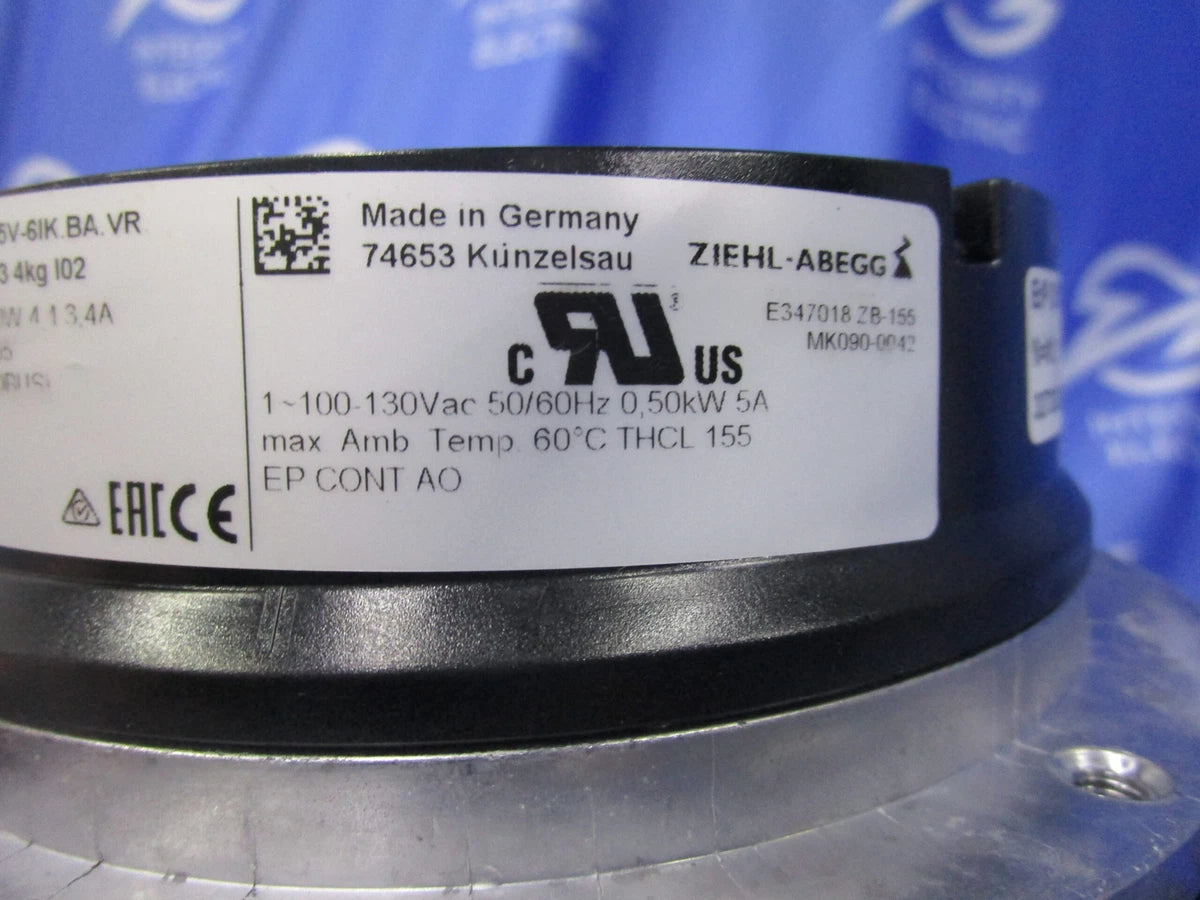 5V-6IK.BA.VR
3.4kg I02
W 4,1 3,4A
EAC CE
Made in Germany
74653 Künzelsau
ZIEHL-ABEGG
E347018 ZB-155
MK090-0042
C RU US
1~100-130Vac 50/60Hz 0,50kW 5A
max. Amb. Temp. 60°C THCL 155
EP CONT AO